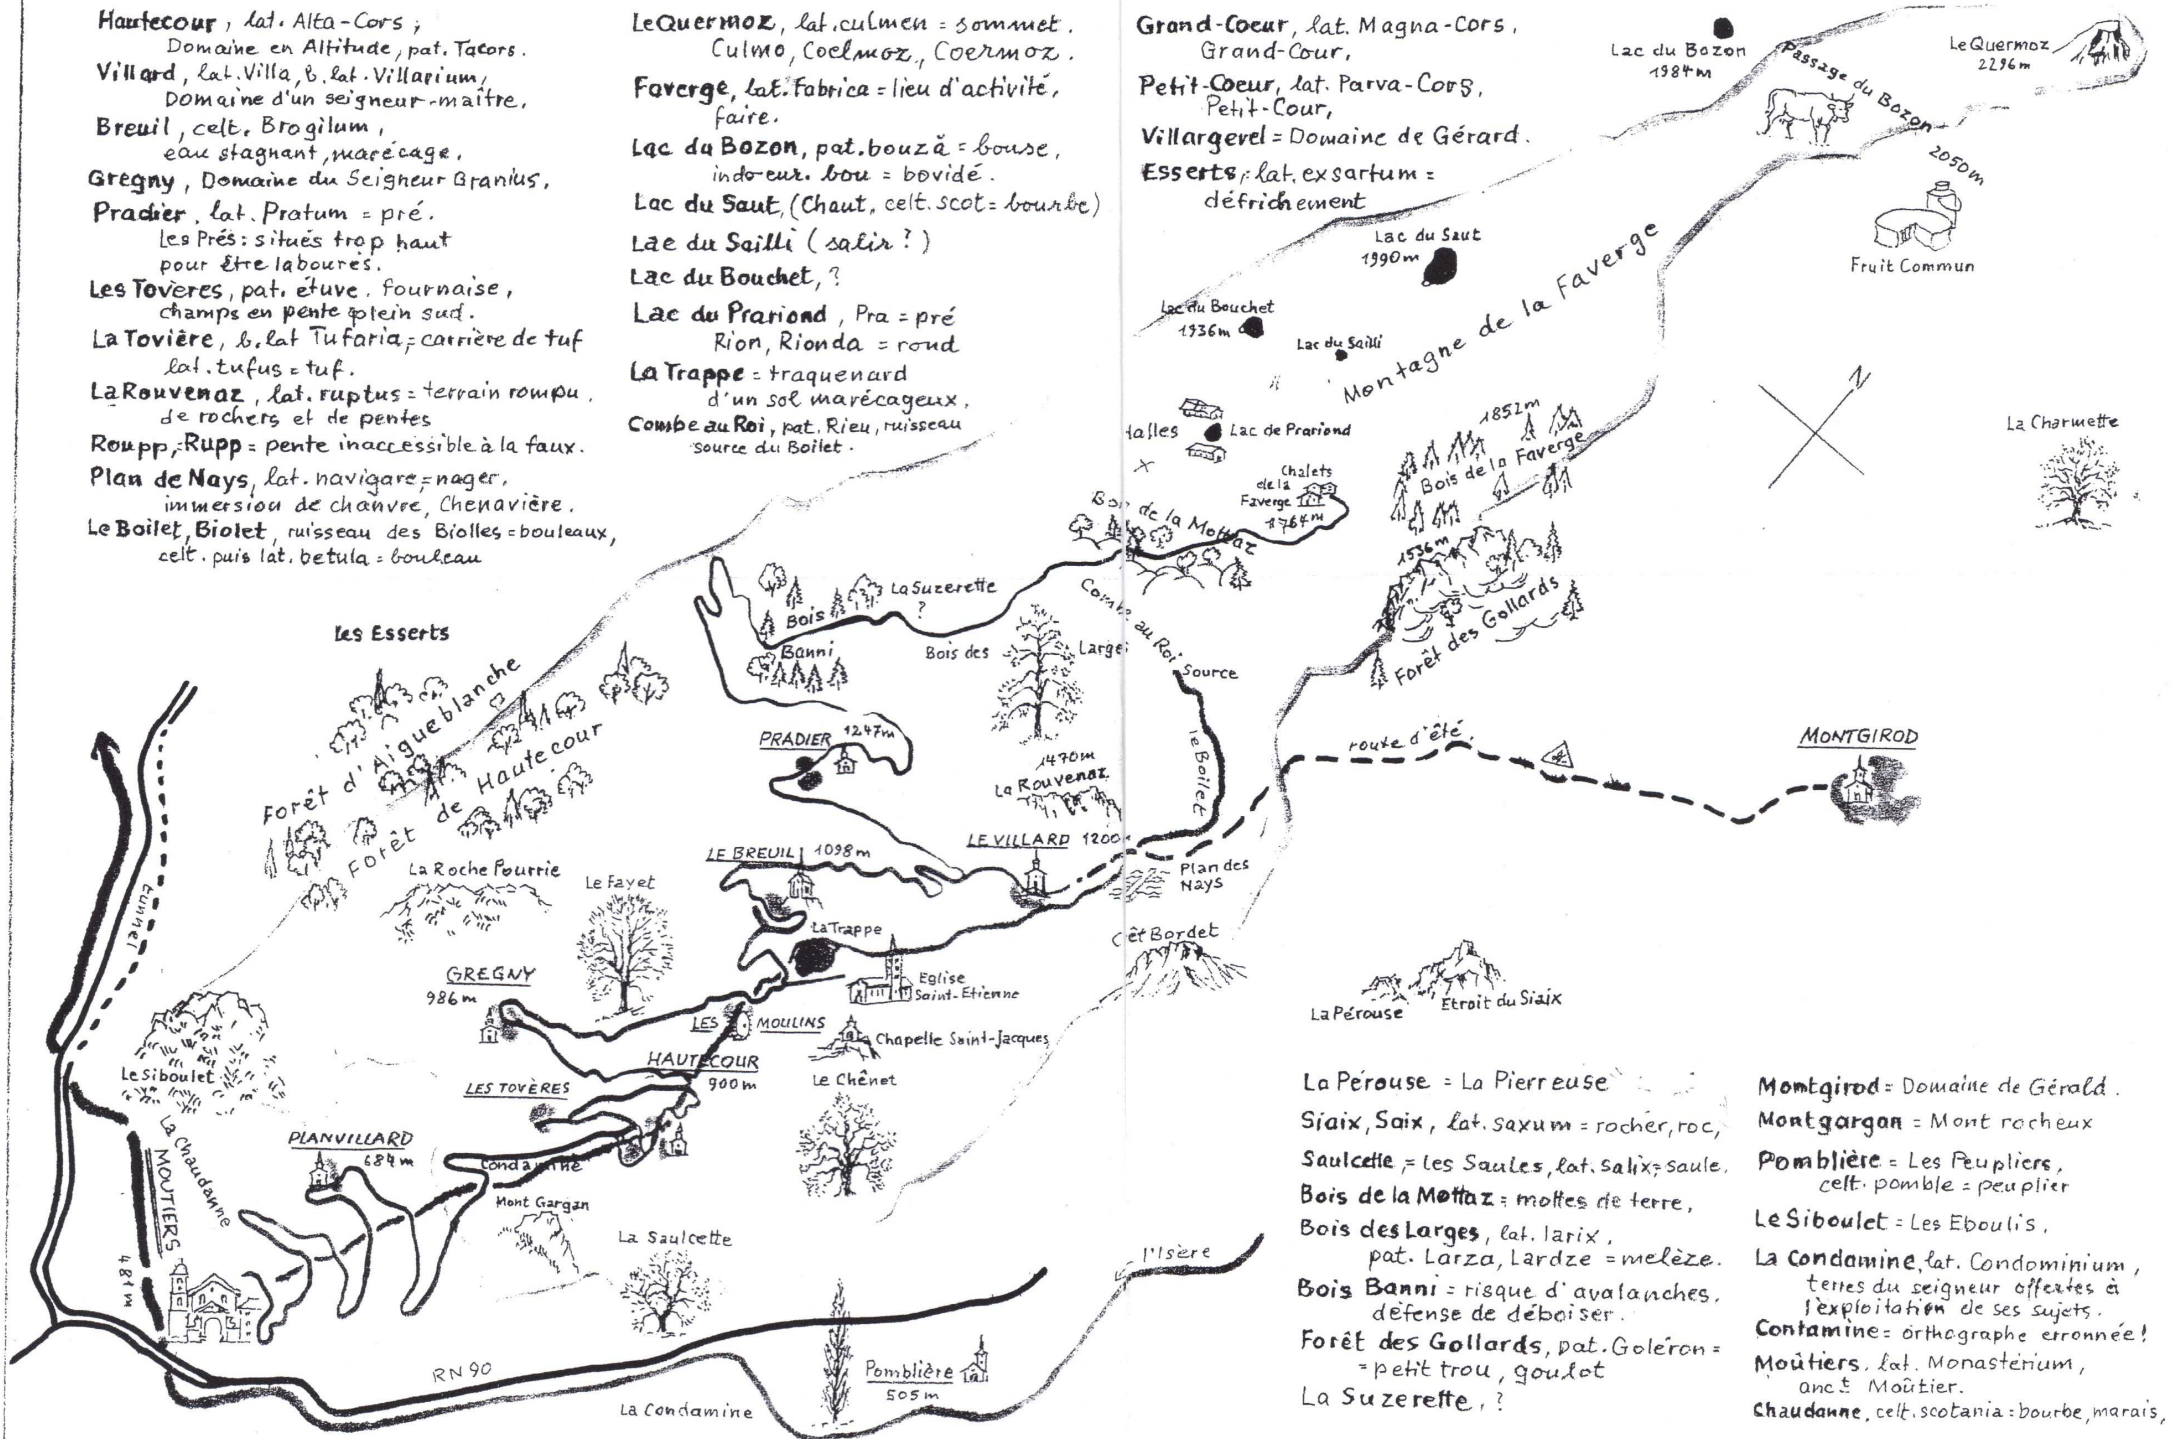 Hautecour, lat. Alta-Cors ;
Domaine en Altitude, pat. Tacors.
Villard, lat. Villa, b. lat. Villarium,
Domaine d'un seigneur-maître,
Breuil, celt. Brogilum,
eau stagnant, marécage.
Gregny, Domaine du Seigneur Granius.
Pradier, lat. Pratum = pré.
Les Prés : situés trop haut
pour être labourés.
Les Tovères, pat. étuve, fournaise,
champs en pente plein sud.
La Tovière, b. lat Tufaria, = carrière de tuf
lat. tufus = tuf.
La Rouvenaz, lat. ruptus = terrain rompu,
de rochers et de pentes
Roupp, = Rupp = pente inaccessible à la faux.
Plan de Nays, lat. navigare, = nager,
immersion de chanvre, Chenavière.
Le Boilet, Biolet, ruisseau des Biolles = bouleaux,
celt. puis lat. betula = bouleau
Le Quermoz, lat. culmen = sommet.
Culmo, Coelmoz, Coermoz.
Faverge, lat. Fabrica = lieu d'activité,
faire.
Lac du Bozon, pat. bouză = bouse,
indo-eur. bou = bovidé.
Lac du Saut, (Chaut, celt. scot = bourbe)
Lac du Sailli (salir ?)
Lac du Bouchet, ?
Lac du Prariond, Pra = pré
Rion, Rionda = rond
La Trappe = traquenard
d'un sol marécageux,
Combe au Roi, pat. Rieu, ruisseau
source du Boilet.
Grand-Coeur, lat. Magna-Cors,
Grand-Cour,
Petit-Coeur, lat. Parva-Cors,
Petit-Cour,
Villargerel = Domaine de Gérard.
Esserts, lat. exsartum =
défrichement
Lac du Bozon
1984 m
Passage du Bozon
2050 m
Le Quermoz
2296 m
Fruit Commun
Lac du Saut
1990 m
Montagne de la Faverge
Lac du Bouchet
1936 m
Lac du Sailli
Halles
Lac de Prariond
Chalets
de la
Faverge
1764 m
1852 m
Bois de la Faverge
N
La Charmette
Bois de la Mottaz
1536 m
Forêt des Gollards
La Suzerette
?
Bois
Banni
Bois des Larges
Combe au Roi
Source
le Boilet
les Esserts
Forêt d'Aigueblanche
Forêt de Hautecour
PRADIER 1247 m
1470 m
La Rouvenaz
route d'été.
MONTGIROD
LE BREUIL 1098 m
LE VILLARD 1200
Plan des
Nays
La Roche Pourrie
Le Fayet
tunnel
La Trappe
Crêt Bordet
GREGNY
986 m
Eglise
Saint-Etienne
La Pérouse
Etroit du Siaix
LES MOULINS
Chapelle Saint-Jacques
HAUTECOUR
900 m
Le Siboulet
LES TOVÈRES
Le Chênet
La Chaudanne
PLANVILLARD
684 m
Condamine
MOUTIERS
481 m
Mont Gargan
La Saulcette
l'Isère
RN 90
Pomblière
505 m
La Condamine
La Pérouse = La Pierreuse
Siaix, Saix, lat. saxum = rocher, roc,
Saulcette, = les Saules, lat. Salix, = saule.
Bois de la Mottaz = mottes de terre,
Bois des Larges, lat. larix,
pat. Larza, Lardze = melèze.
Bois Banni = risque d'avalanches,
défense de déboiser.
Forêt des Gollards, pat. Goléron =
= petit trou, goulot
La Suzerette, ?
Montgirod = Domaine de Gérald.
Montgargan = Mont rocheux
Pomblière = Les Peupliers,
celt. pomble = peuplier
Le Siboulet = Les Eboulis,
La Condamine, lat. Condominium,
terres du seigneur offertes à
l'exploitation de ses sujets.
Contamine = orthographe erronnée !
Moûtiers, lat. Monastérium,
anct Moûtier.
Chaudanne, celt. scotania : bourbe, marais,